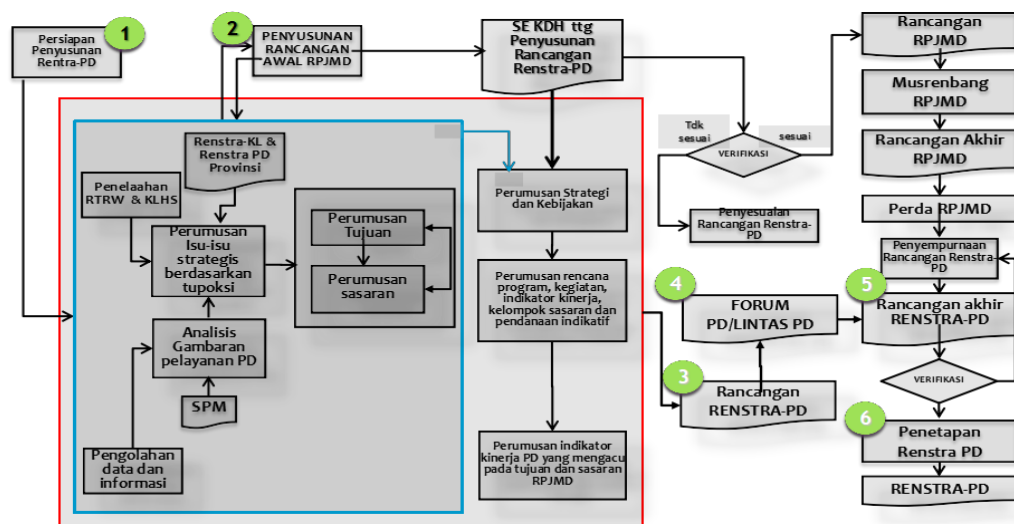 1
Persiapan
Penyusunan
Rentra-PD
2
PENYUSUNAN
RANCANGAN
AWAL RPJMD
SE KDH ttg
Penyusunan
Rancangan
Renstra-PD
Rancangan
RPJMD
Musrenbang
RPJMD
Rancangan Akhir
RPJMD
Perda RPJMD
Penyempurnaan
Rancangan Renstra-
PD
Tdk
sesuai
sesuai
VERIFIKASI
Penyesuaian
Rancangan Renstra-
PD
Renstra-KL &
Renstra PD
Provinsi
Penelaahan
RTRW & KLHS
Perumusan
Isu-isu
strategis
berdasarkan
tupoksi
Perumusan
Tujuan
Perumusan
sasaran
Analisis
Gambaran
pelayanan PD
SPM
Pengolahan
data dan
informasi
Perumusan Strategi
dan Kebijakan
Perumusan rencana
program, kegiatan,
indikator kinerja,
kelompok sasaran dan
pendanaan indikatif
Perumusan indikator
kinerja PD yang mengacu
pada tujuan dan sasaran
RPJMD
3
Rancangan
RENSTRA-PD
4
FORUM
PD/LINTAS PD
5
Rancangan akhir
RENSTRA-PD
VERIFIKASI
6
Penetapan
Renstra PD
RENSTRA-PD